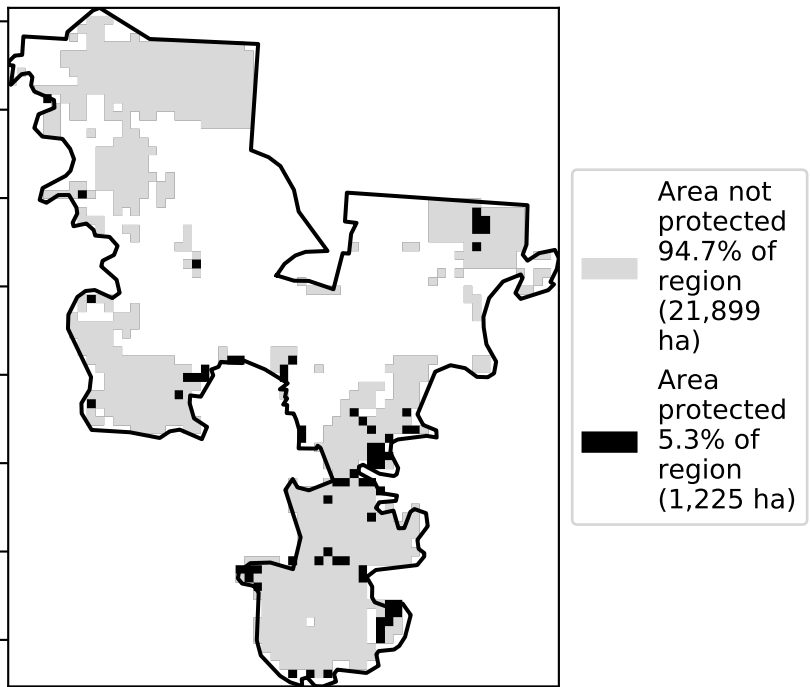 Area not
protected
94.7% of
region
(21,899
ha)
Area
protected
5.3% of
region
(1,225 ha)